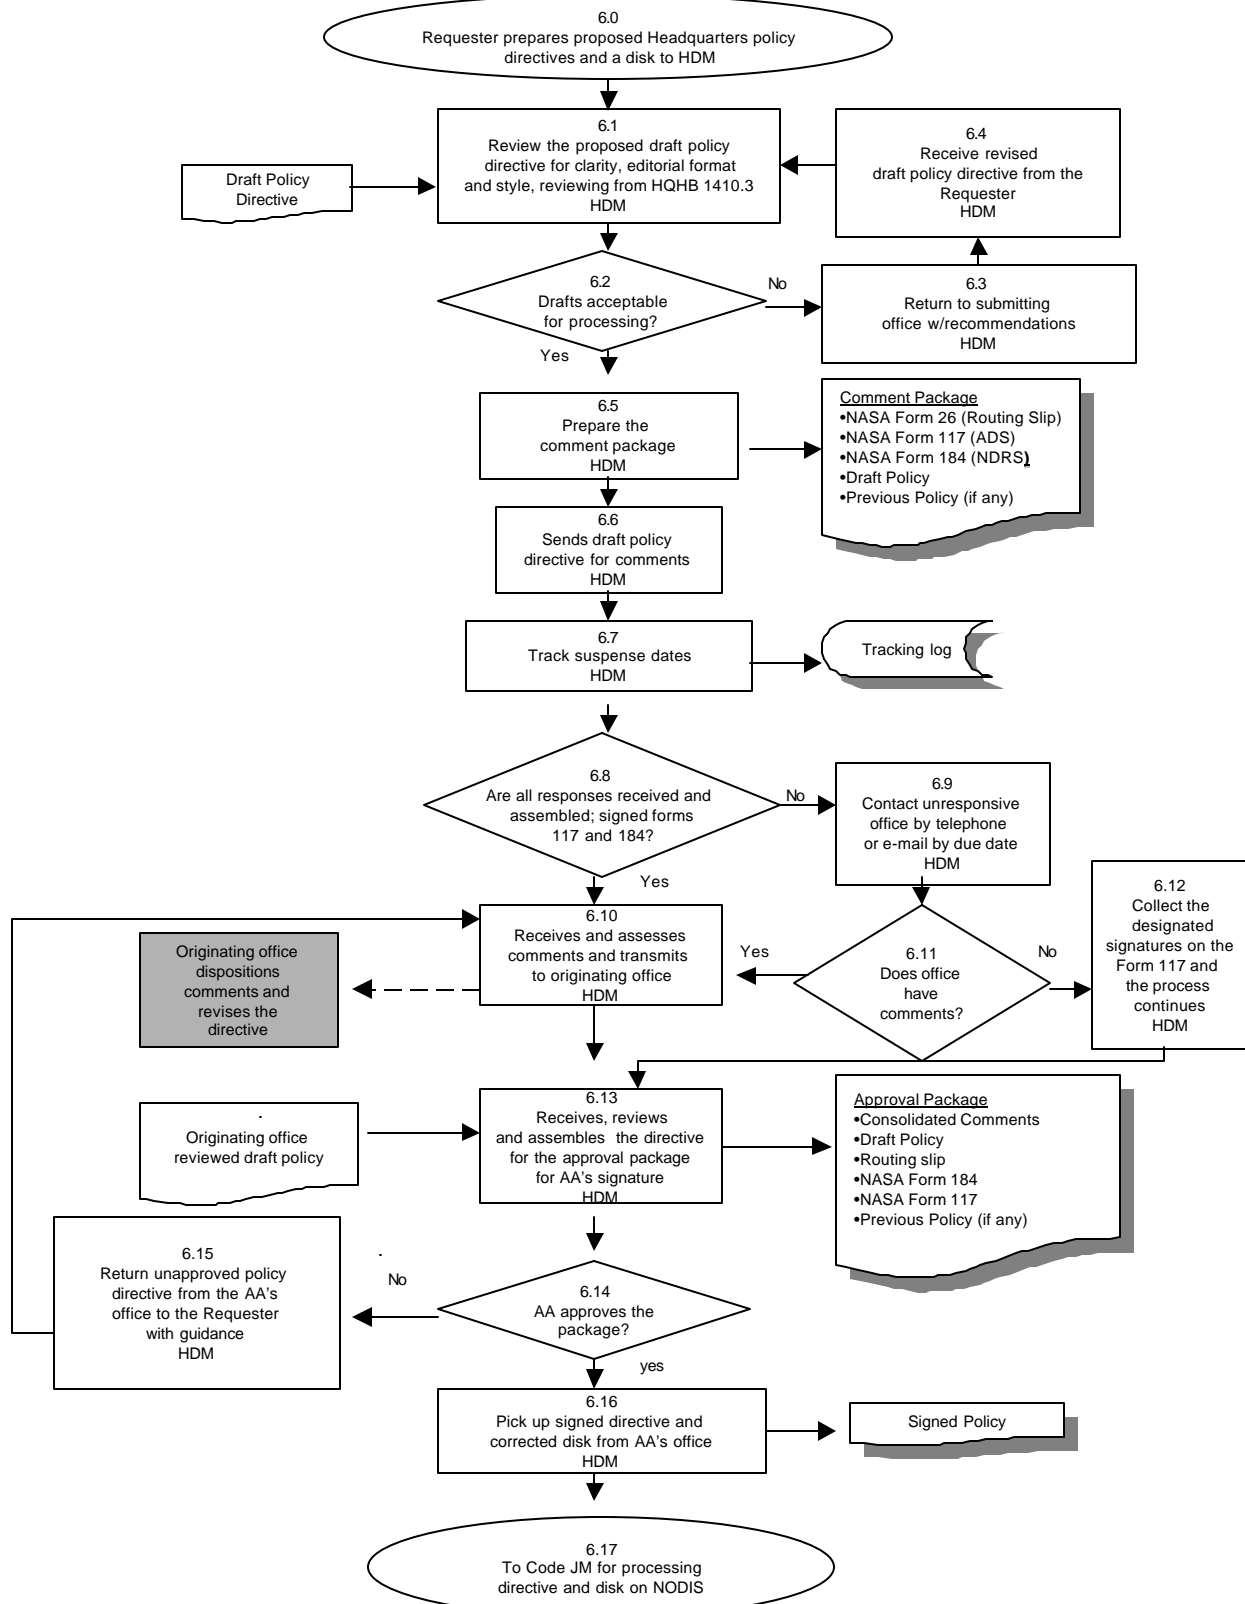 6.0
Requester prepares proposed Headquarters policy
directives and a disk to HDM
6.1
Review the proposed draft policy
directive for clarity, editorial format
and style, reviewing from HQHB 1410.3
HDM
6.4
Receive revised
draft policy directive from the
Requester
HDM
Draft Policy
Directive
6.2
Drafts acceptable
for processing?
No
Yes
6.3
Return to submitting
office w/recommendations
HDM
6.5
Prepare the
comment package
HDM
Comment Package
•NASA Form 26 (Routing Slip)
•NASA Form 117 (ADS)
•NASA Form 184 (NDRS)
•Draft Policy
•Previous Policy (if any)
6.6
Sends draft policy
directive for comments
HDM
6.7
Track suspense dates
HDM
Tracking log
6.8
Are all responses received and
assembled; signed forms
117 and 184?
No
Yes
6.9
Contact unresponsive
office by telephone
or e-mail by due date
HDM
6.12
Collect the
designated
signatures on the
Form 117 and
the process
continues
HDM
6.10
Receives and assesses
comments and transmits
to originating office
HDM
Yes
6.11
Does office
have
comments?
No
Originating office
dispositions
comments and
revises the
directive
6.13
Receives, reviews
and assembles the directive
for the approval package
for AA's signature
HDM
Originating office
reviewed draft policy
Approval Package
•Consolidated Comments
•Draft Policy
•Routing slip
•NASA Form 184
•NASA Form 117
•Previous Policy (if any)
6.15
Return unapproved policy
directive from the AA's
office to the Requester
with guidance
HDM
No
6.14
AA approves the
package?
yes
6.16
Pick up signed directive and
corrected disk from AA's office
HDM
Signed Policy
6.17
To Code JM for processing
directive and disk on NODIS